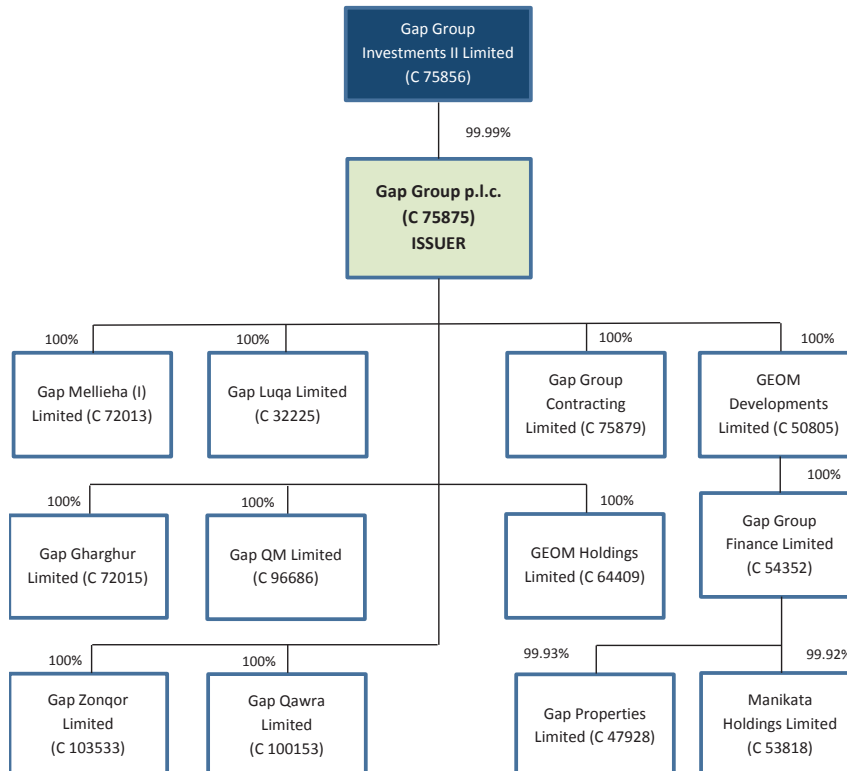 Gap Group
Investments II Limited
(C 75856)
99.99%
Gap Group p.l.c.
(C 75875)
ISSUER
100%
100%
100%
100%
Gap Mellieha (I)
Limited (C 72013)
Gap Luqa Limited
(C 32225)
Gap Group
Contracting
Limited (C 75879)
GEOM
Developments
Limited (C 50805)
100%
100%
100%
100%
Gap Gharghur
Limited (C 72015)
Gap QM Limited
(C 96686)
GEOM Holdings
Limited (C 64409)
Gap Group
Finance Limited
(C 54352)
100%
100%
99.93%
99.92%
Gap Zonqor
Limited
(C 103533)
Gap Qawra
Limited
(C 100153)
Gap Properties
Limited (C 47928)
Manikata
Holdings Limited
(C 53818)